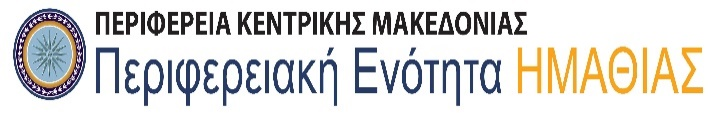 ΠΕΡΙΦΕΡΕΙΑ ΚΕΝΤΡΙΚΗΣ ΜΑΚΕΔΟΝΙΑΣ
Περιφερειακή Ενότητα ΗΜΑΘΙΑΣ